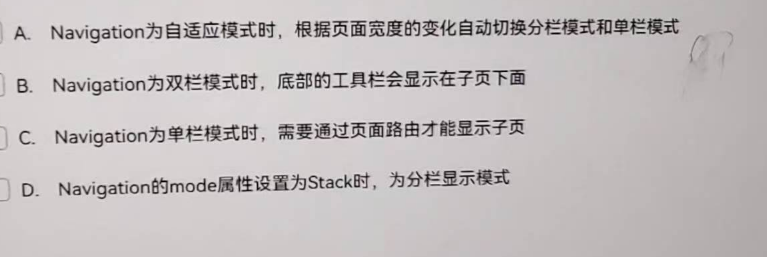 A. Navigation为自适应模式时，根据页面宽度的变化自动切换分栏模式和单栏模式
B. Navigation为双栏模式时，底部的工具栏会显示在子页下面
C. Navigation为单栏模式时，需要通过页面路由才能显示子页
D. Navigation的mode属性设置为Stack时，为分栏显示模式